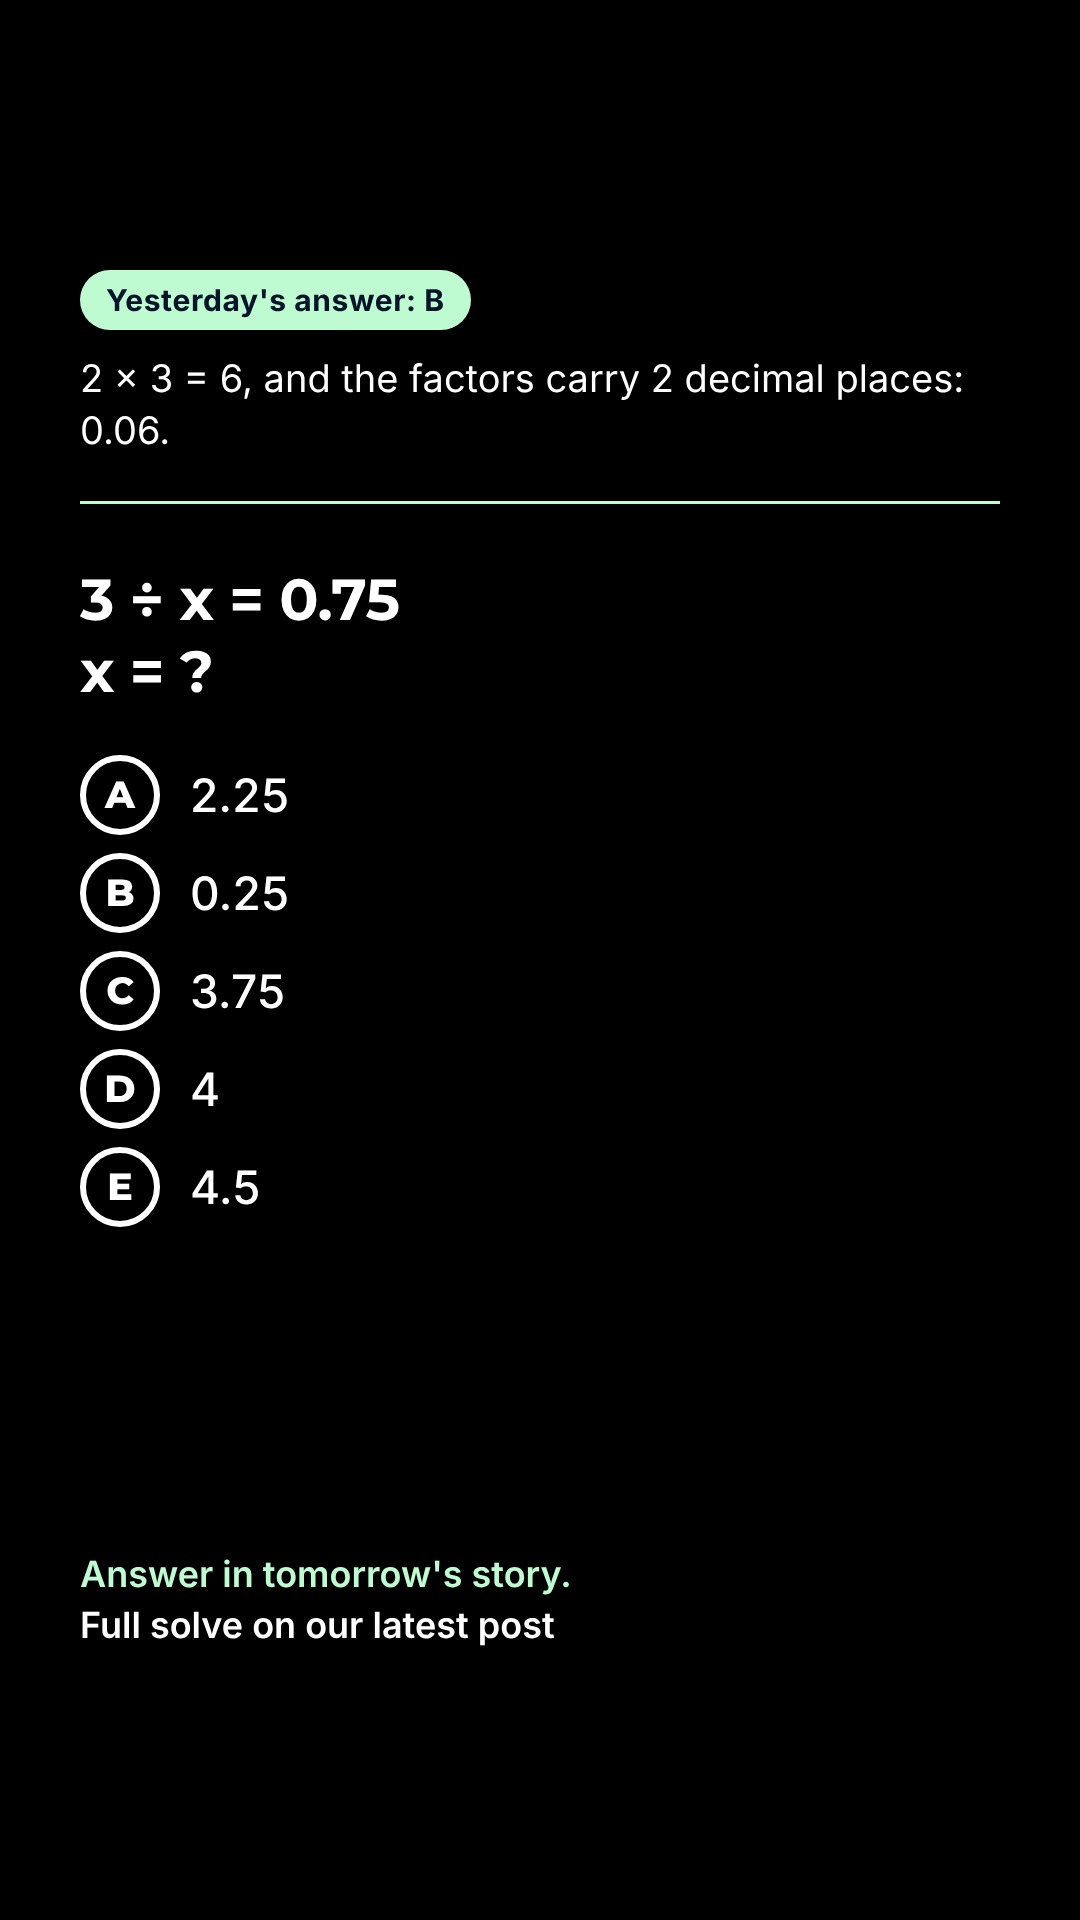 Yesterday's answer: B
2 × 3 = 6, and the factors carry 2 decimal places:
0.06.
3 ÷ x = 0.75
x = ?
A 2.25
B 0.25
C 3.75
D 4
E 4.5
Answer in tomorrow's story.
Full solve on our latest post